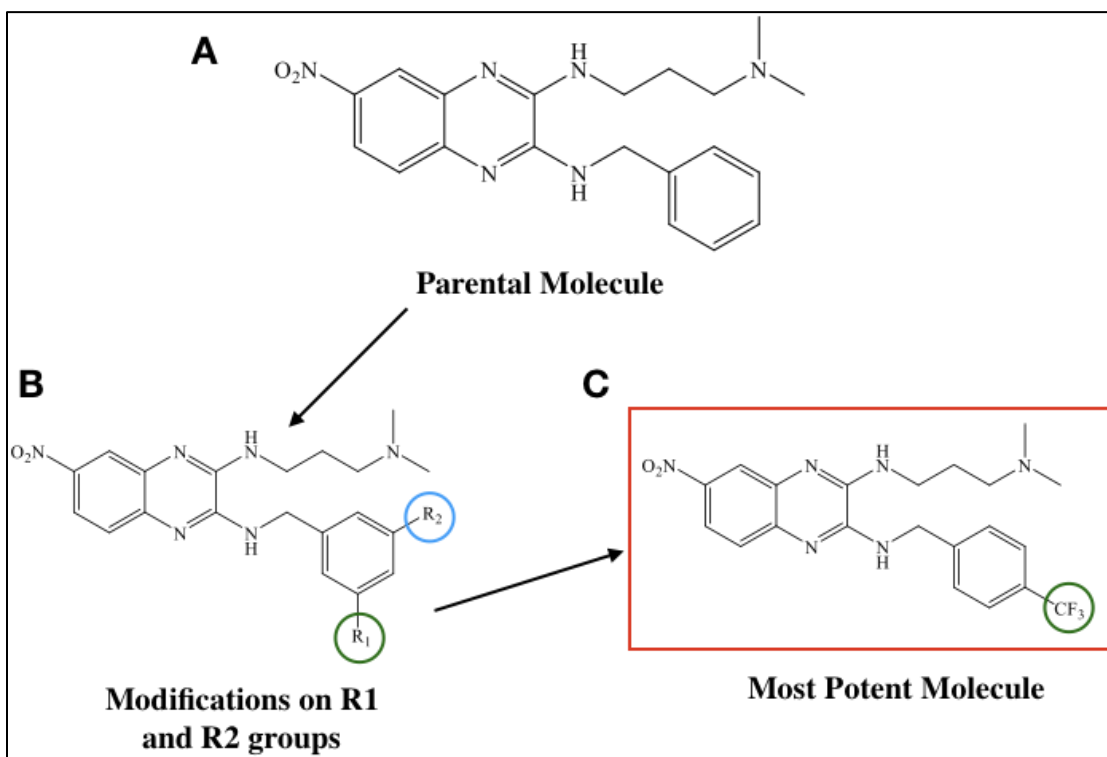 A
O₂N
N
H
N
N
N
N
H
Parental Molecule
B
C
O₂N
N
H
N
N
R₂
N
N
H
R₁
O₂N
N
H
N
N
N
N
H
CF₃
Modifications on R1
and R2 groups
Most Potent Molecule